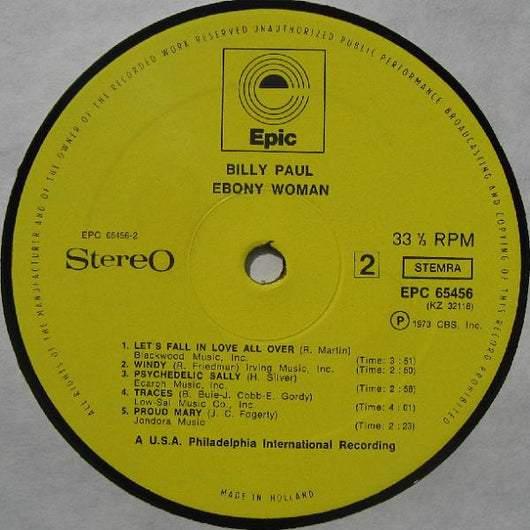 ALL RIGHTS OF THE MANUFACTURER AND OF THE OWNER OF THE RECORDED WORK RESERVED UNAUTHORIZED PUBLIC PERFORMANCE BROADCASTING AND COPYING OF THIS RECORD PROHIBITED
Epic
BILLY PAUL
EBONY WOMAN
EPC 65456-2
Stereo
33 ⅓ RPM
2
STEMRA
EPC 65456
(KZ 32118)
℗ 1973 CBS, Inc.
1. LET'S FALL IN LOVE ALL OVER (R. Martin)
Blackwood Music, Inc. (Time: 3 : 51)
2. WINDY (R. Friedman) Irving Music, Inc. (Time: 2 : 50)
3. PSYCHEDELIC SALLY (H. Silver)
Ecaron Music, Inc. (Time: 2 : 58)
4. TRACES (B. Buie-J. Cobb-E. Gordy)
Low-Sal Music Co., Inc. (Time: 4 : 01)
5. PROUD MARY (J. C. Fogerty)
Jondora Music (Time: 2 : 23)
A U.S.A. Philadelphia International Recording
MADE IN HOLLAND